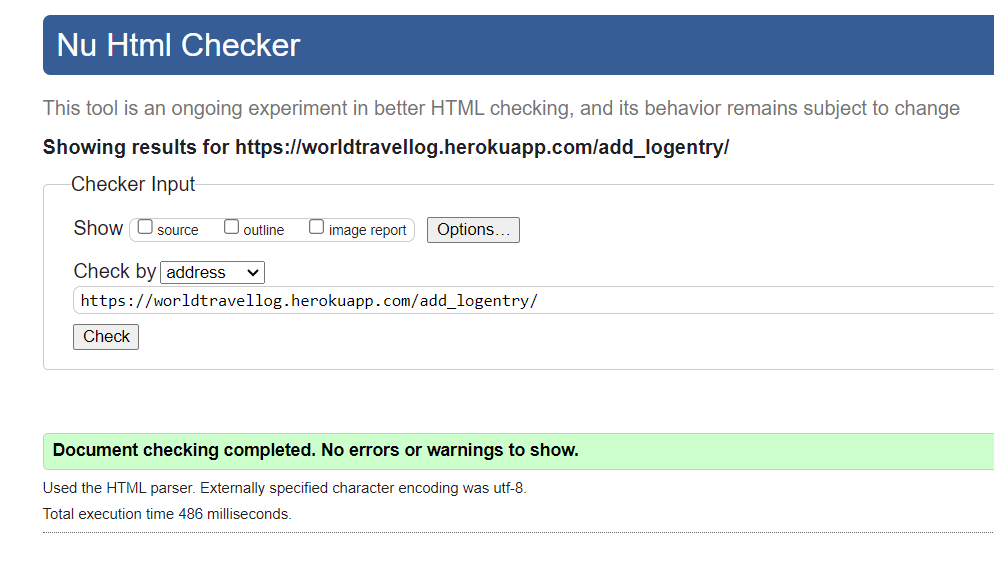 Nu Html Checker
This tool is an ongoing experiment in better HTML checking, and its behavior remains subject to change
Showing results for https://worldtravellog.herokuapp.com/add_logentry/
Checker Input
Show source outline image report Options...
Check by address
https://worldtravellog.herokuapp.com/add_logentry/
Check
Document checking completed. No errors or warnings to show.
Used the HTML parser. Externally specified character encoding was utf-8.
Total execution time 486 milliseconds.